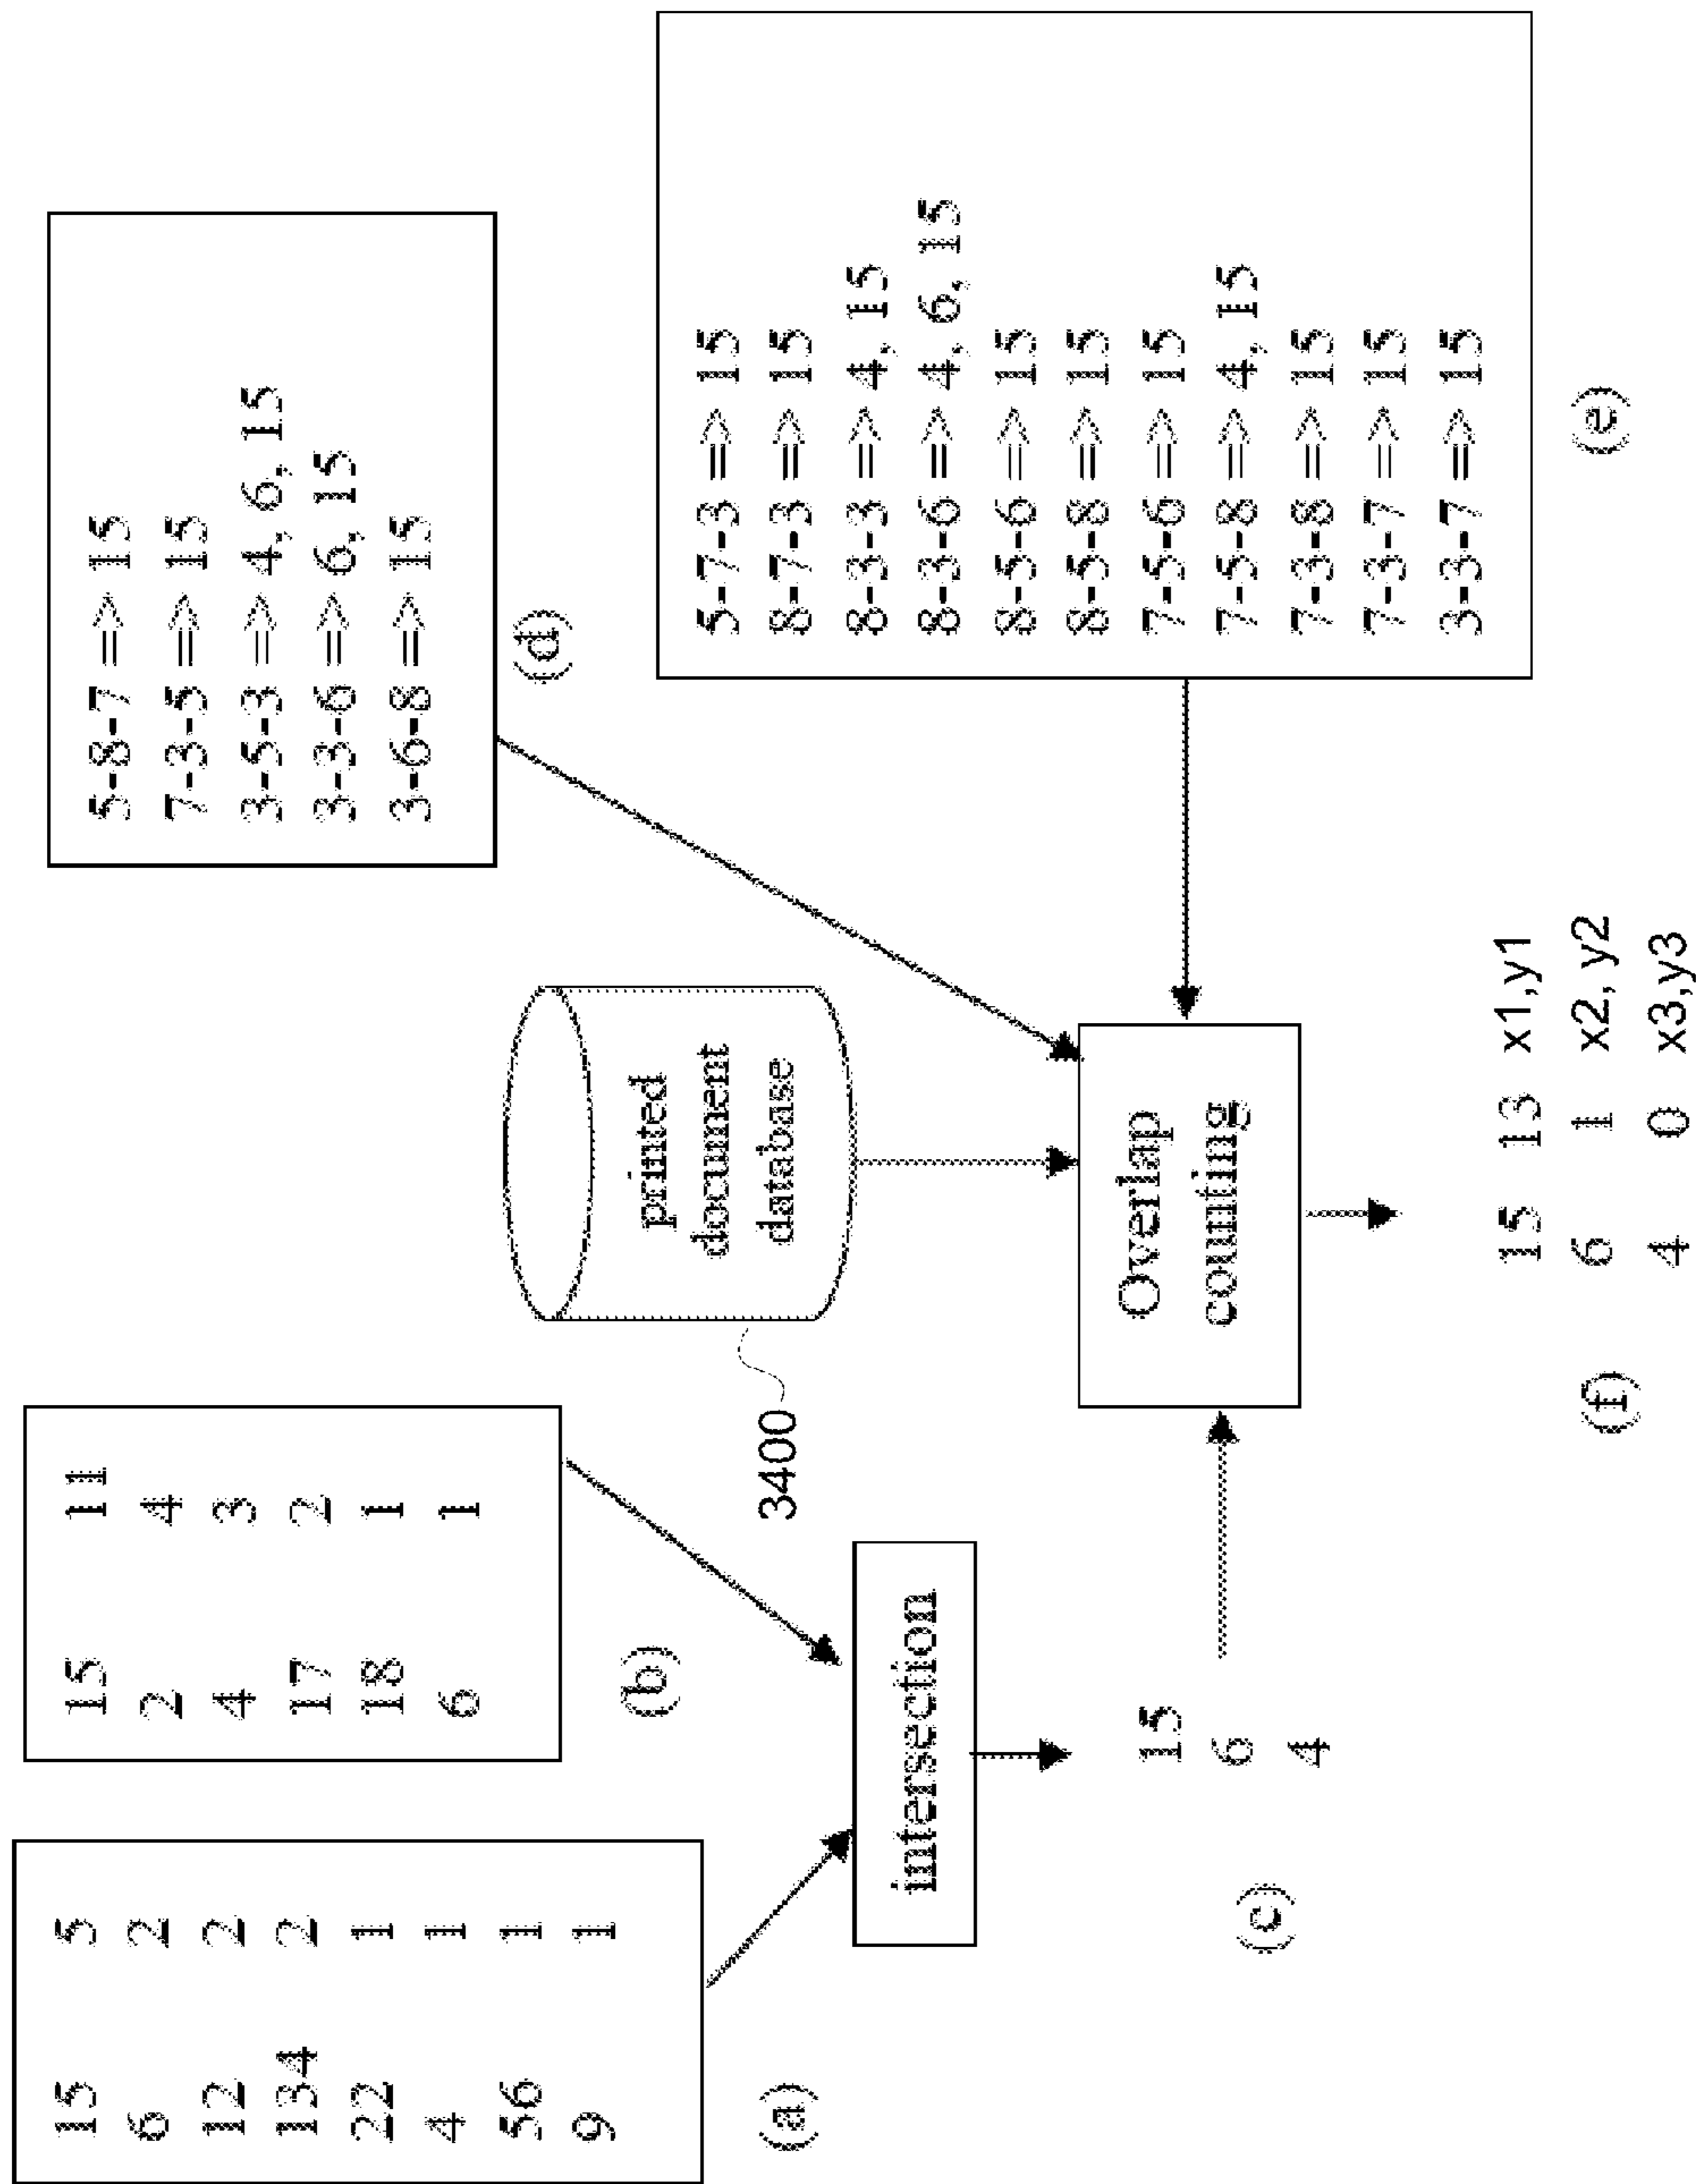 15 5
6 2
12 2
134 2
22 1
4 1
56 1
9 1
(a)
15 11
2 4
4 3
17 2
18 1
6 1
(b)
intersection
15
6
4
(c)
3400
printed
document
database
5-8-7 => 15
7-3-5 => 15
3-5-3 => 4, 6, 15
3-3-6 => 6, 15
3-6-8 => 15
(d)
5-7-3 => 15
8-7-3 => 15
8-3-3 => 4, 15
8-3-6 => 4, 6, 15
8-5-6 => 15
8-5-8 => 15
7-5-6 => 15
7-5-8 => 4, 15
7-3-8 => 15
7-3-7 => 15
3-3-7 => 15
(e)
Overlap
counting
15 13 x1,y1
6 1 x2, y2
4 0 x3,y3
(f)